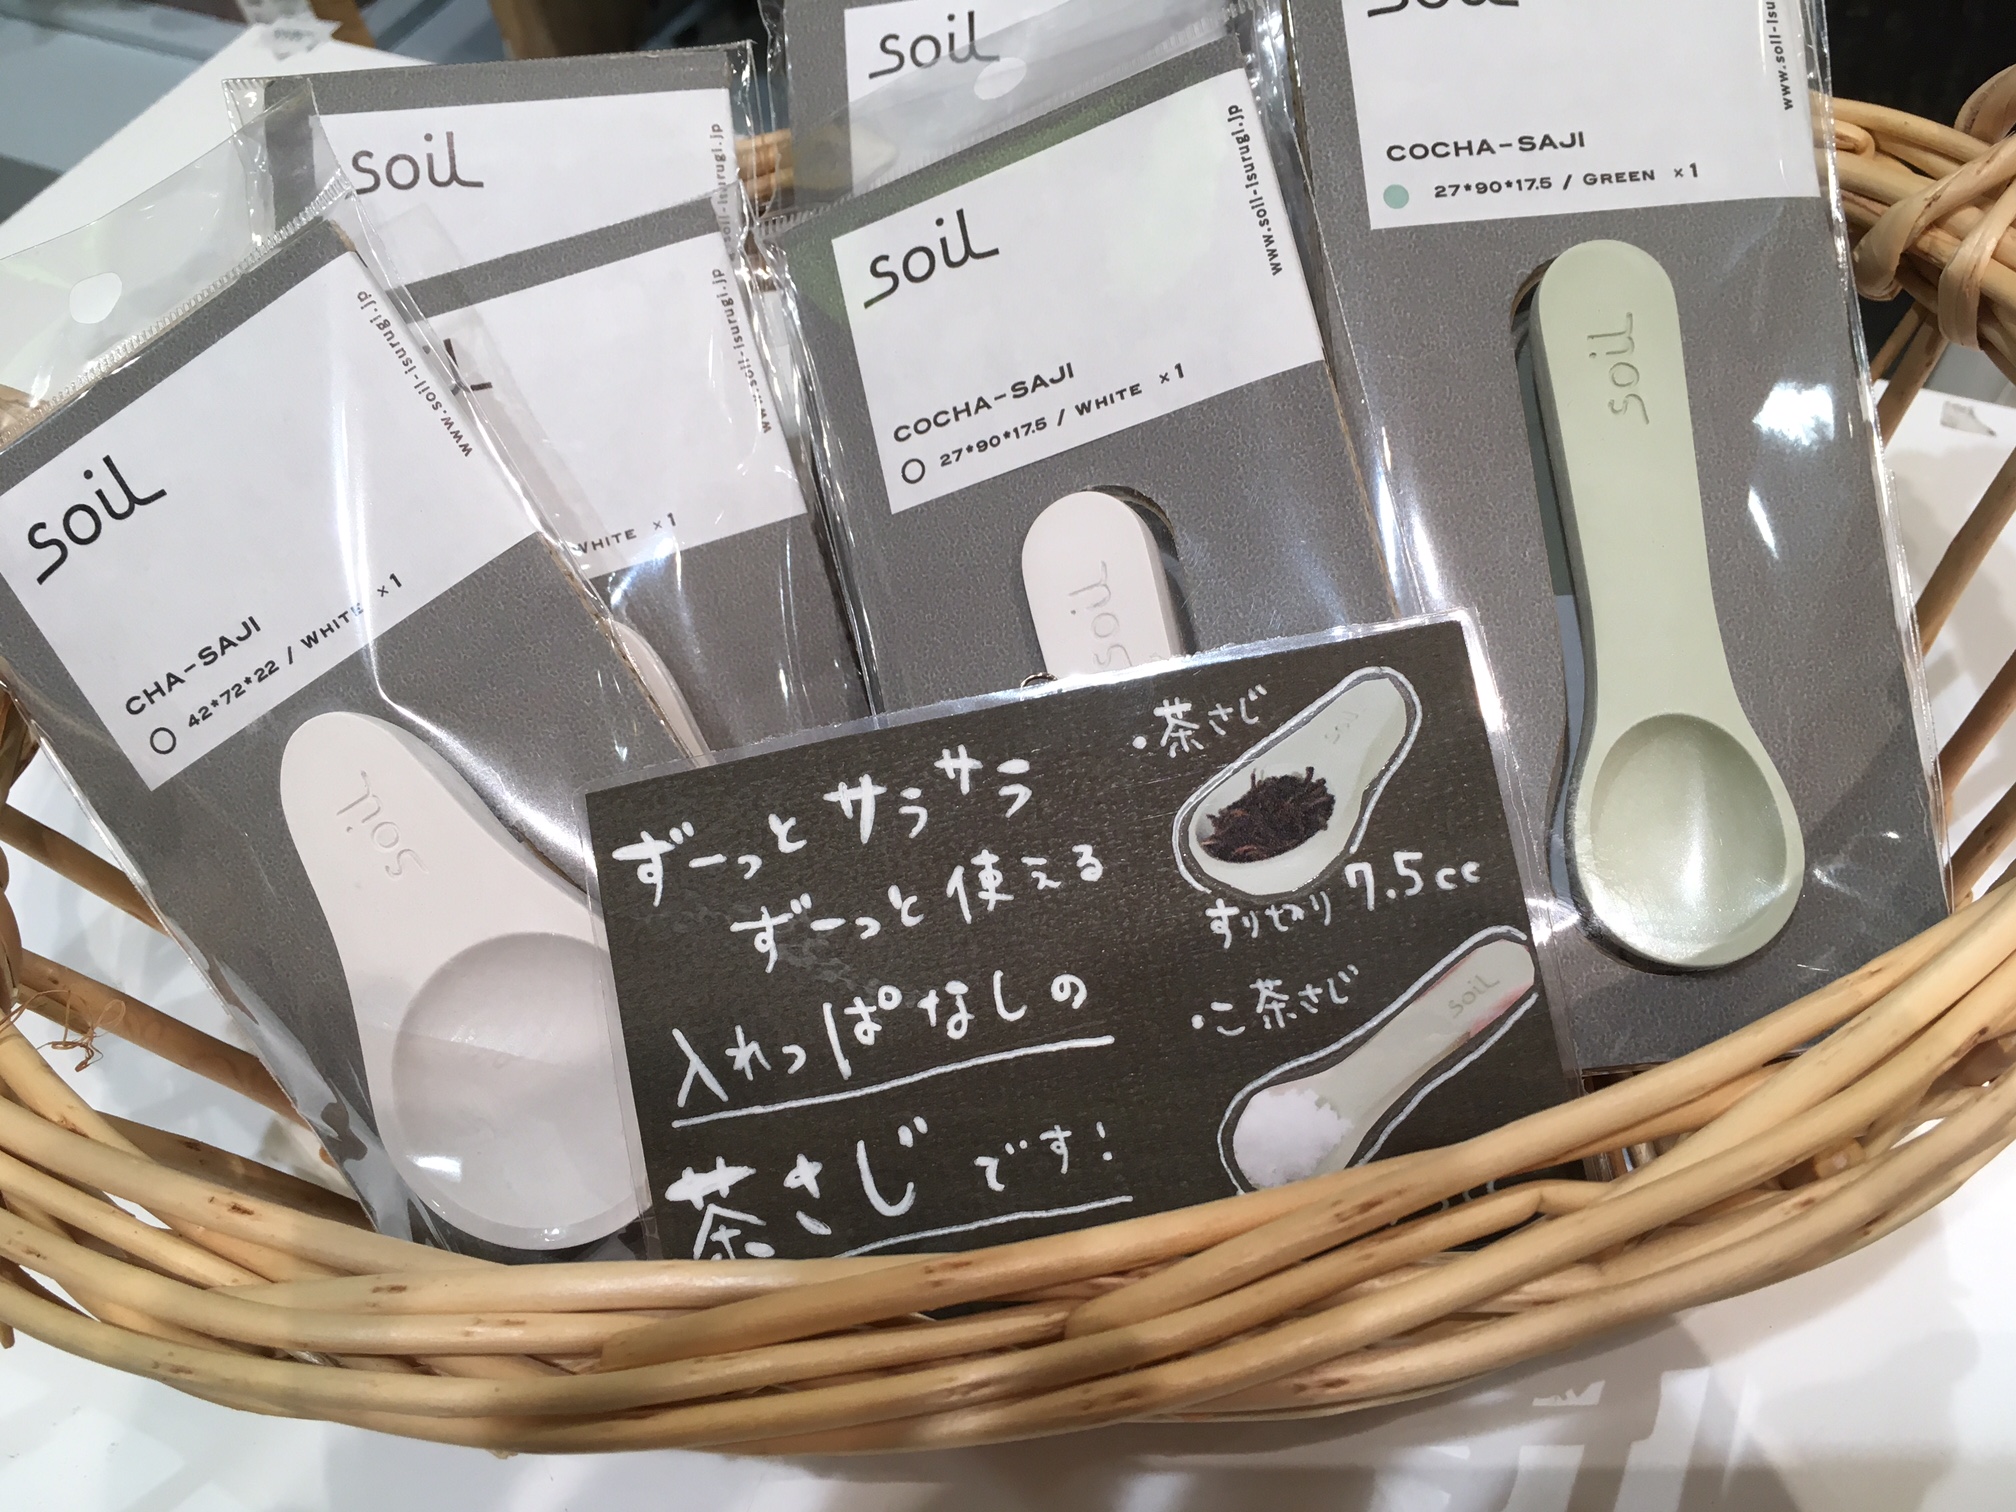 soil
www.soil-isurugi.jp
soil
www.soil-isurugi.jp
WHITE ×1
soil
CHA-SAJI
42*72*22 / WHITE ×1
www.soil-isurugi.jp
soil
soil
COCHA-SAJI
27*90*17.5 / WHITE ×1
www.soil-isurugi.jp
soil
COCHA-SAJI
27*90*17.5 / GREEN ×1
soil
ずーっとサラサラ
ずーっと使える
入れっぱなしの
茶さじです!
・茶さじ
すりきり 7.5cc
・こ茶さじ
soil